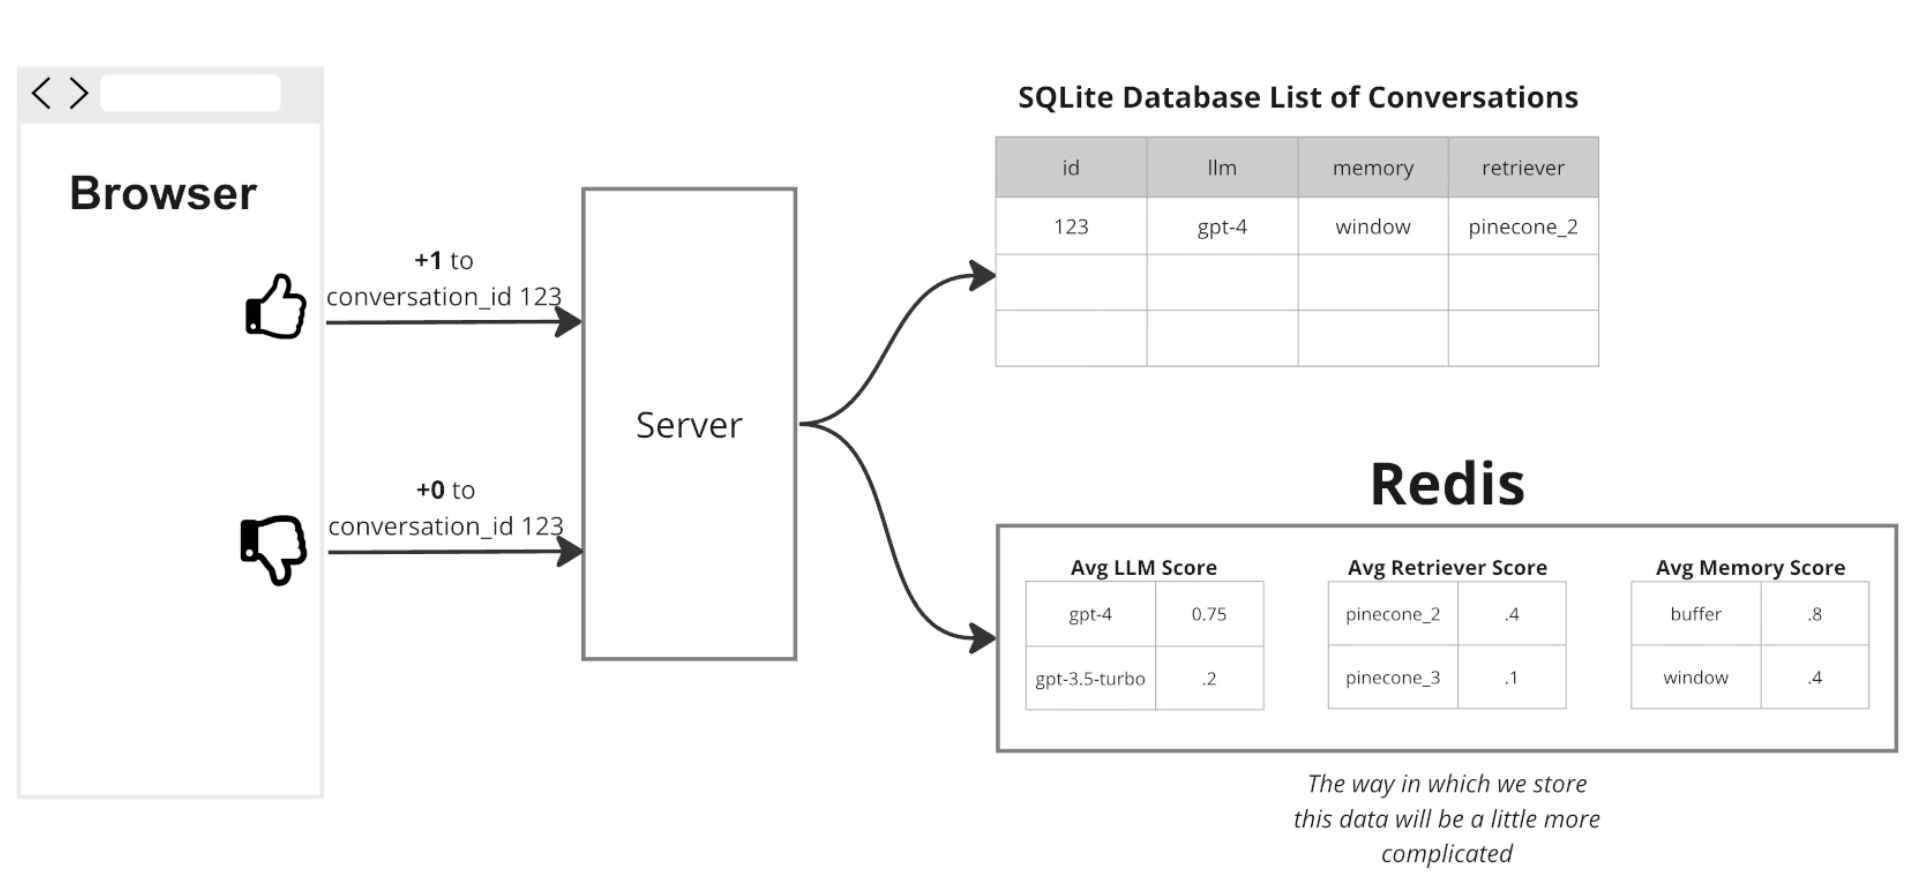 Browser
+1 to
conversation_id 123
+0 to
conversation_id 123
Server
SQLite Database List of Conversations
id llm memory retriever
123 gpt-4 window pinecone_2
Redis
Avg LLM Score
gpt-4 0.75
gpt-3.5-turbo .2
Avg Retriever Score
pinecone_2 .4
pinecone_3 .1
Avg Memory Score
buffer .8
window .4
The way in which we store
this data will be a little more
complicated